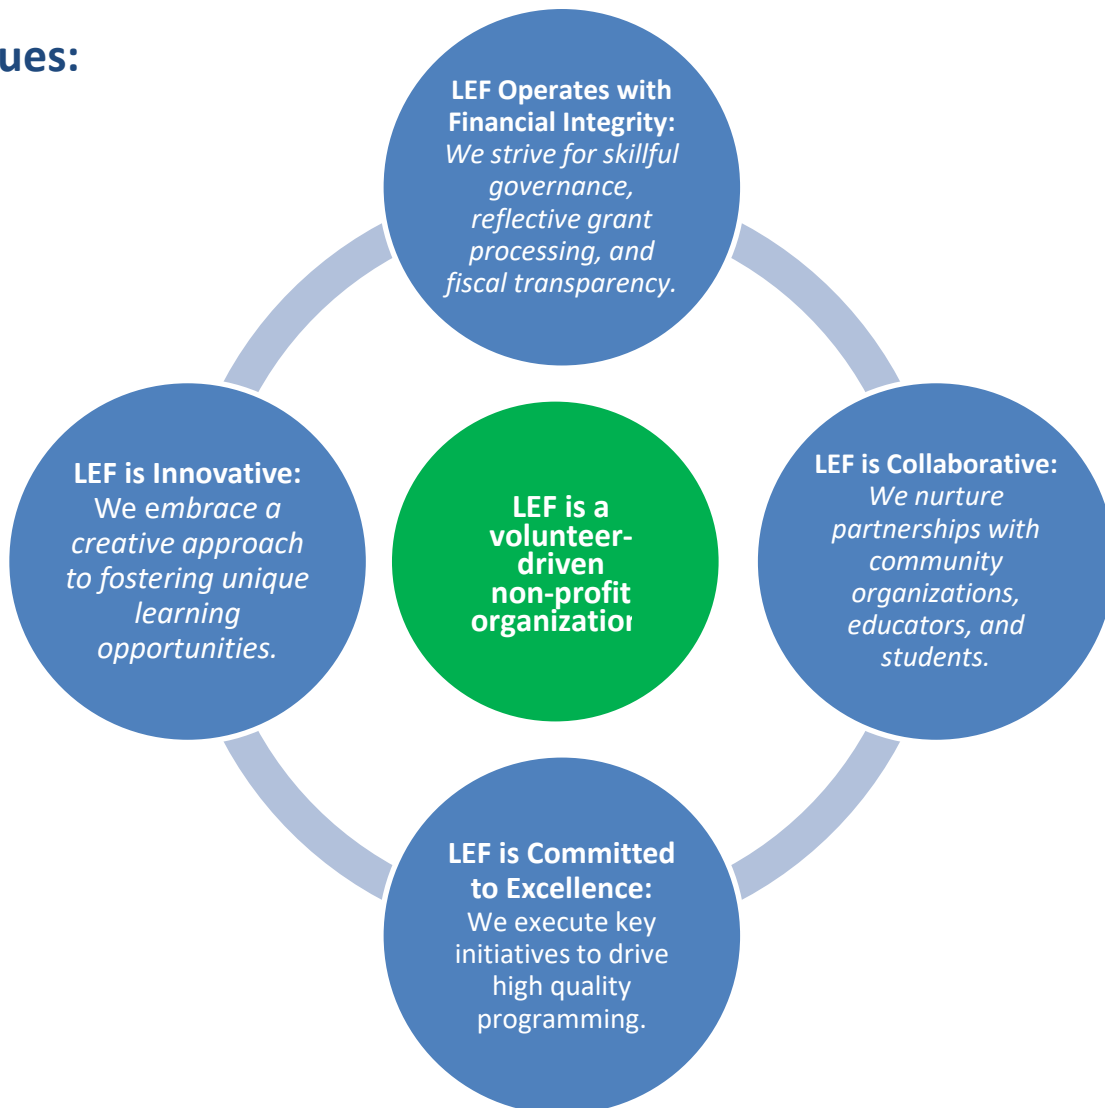 ues:
LEF Operates with
Financial Integrity:
We strive for skillful
governance,
reflective grant
processing, and
fiscal transparency.
LEF is Innovative:
We embrace a
creative approach
to fostering unique
learning
opportunities.
LEF is a
volunteer-
driven
non-profit
organization
LEF is Collaborative:
We nurture
partnerships with
community
organizations,
educators, and
students.
LEF is Committed
to Excellence:
We execute key
initiatives to drive
high quality
programming.